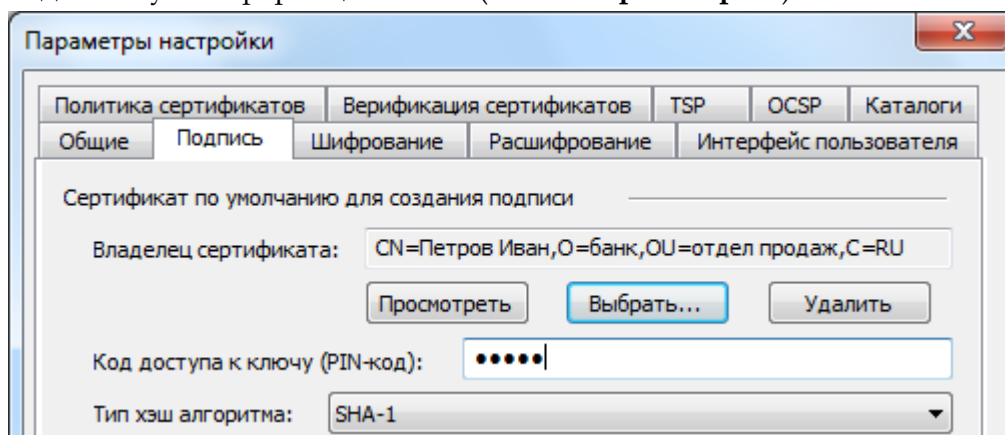 Параметры настройки
Политика сертификатов Верификация сертификатов TSP OCSP Каталоги
Общие Подпись Шифрование Расшифрование Интерфейс пользователя
Сертификат по умолчанию для создания подписи
Владелец сертификата: CN=Петров Иван,O=банк,OU=отдел продаж,C=RU
Просмотреть Выбрать... Удалить
Код доступа к ключу (PIN-код): •••••
Тип хэш алгоритма: SHA-1